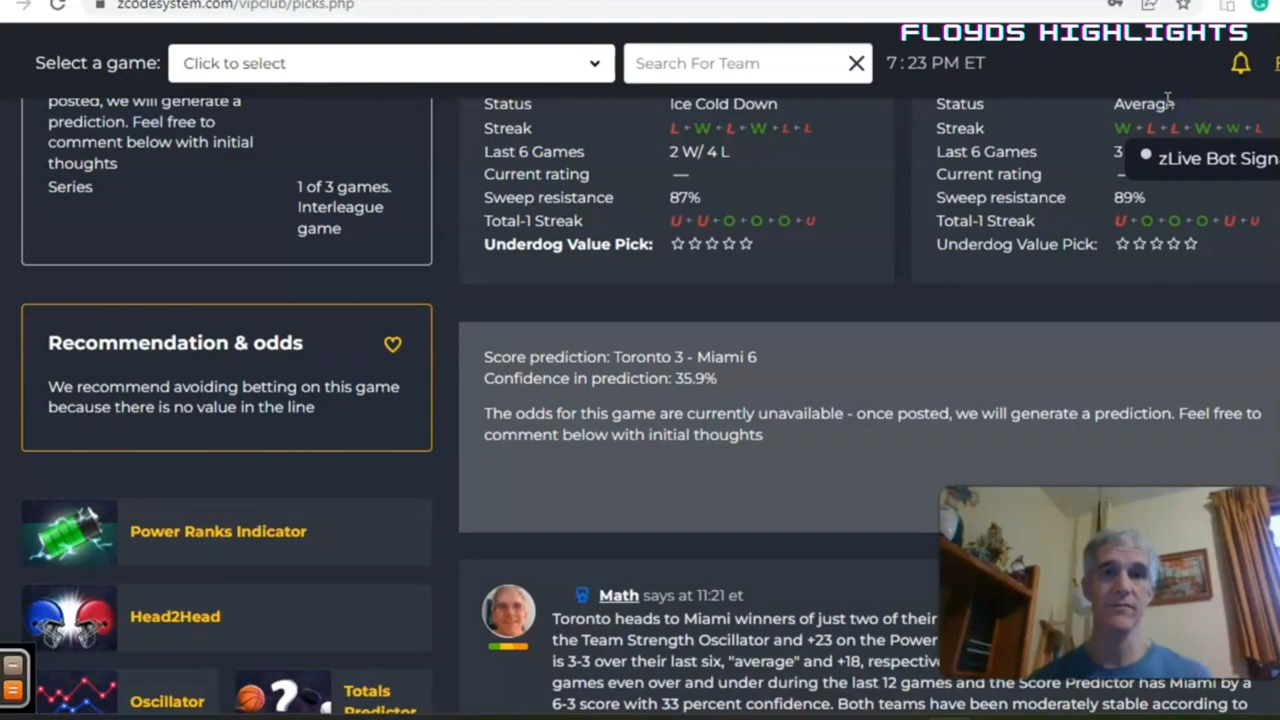 zcodesystem.com/vipclub/picks.php
FLOYDS HIGHLIGHTS
Select a game:
Click to select
Search For Team
7:23 PM ET
posted, we will generate a
prediction. Feel free to
comment below with initial
thoughts
Series
1 of 3 games.
Interleague
game
Status Ice Cold Down
Streak L W L W L L
Last 6 Games 2 W/ 4 L
Current rating —
Sweep resistance 87%
Total-1 Streak U U O O O U
Underdog Value Pick:
Status Average
Streak W L L W W L
Last 6 Games 3
Current rating
Sweep resistance 89%
Total-1 Streak U O O O U U
Underdog Value Pick:
zLive Bot Sign
Recommendation & odds
We recommend avoiding betting on this game
because there is no value in the line
Score prediction: Toronto 3 - Miami 6
Confidence in prediction: 35.9%
The odds for this game are currently unavailable - once posted, we will generate a prediction. Feel free to
comment below with initial thoughts
Power Ranks Indicator
Head2Head
Oscillator
Totals
Predictor
Math says at 11:21 et
Toronto heads to Miami winners of just two of their
the Team Strength Oscillator and +23 on the Power
is 3-3 over their last six, "average" and +18, respective
games even over and under during the last 12 games and the Score Predictor has Miami by a
6-3 score with 33 percent confidence. Both teams have been moderately stable according to